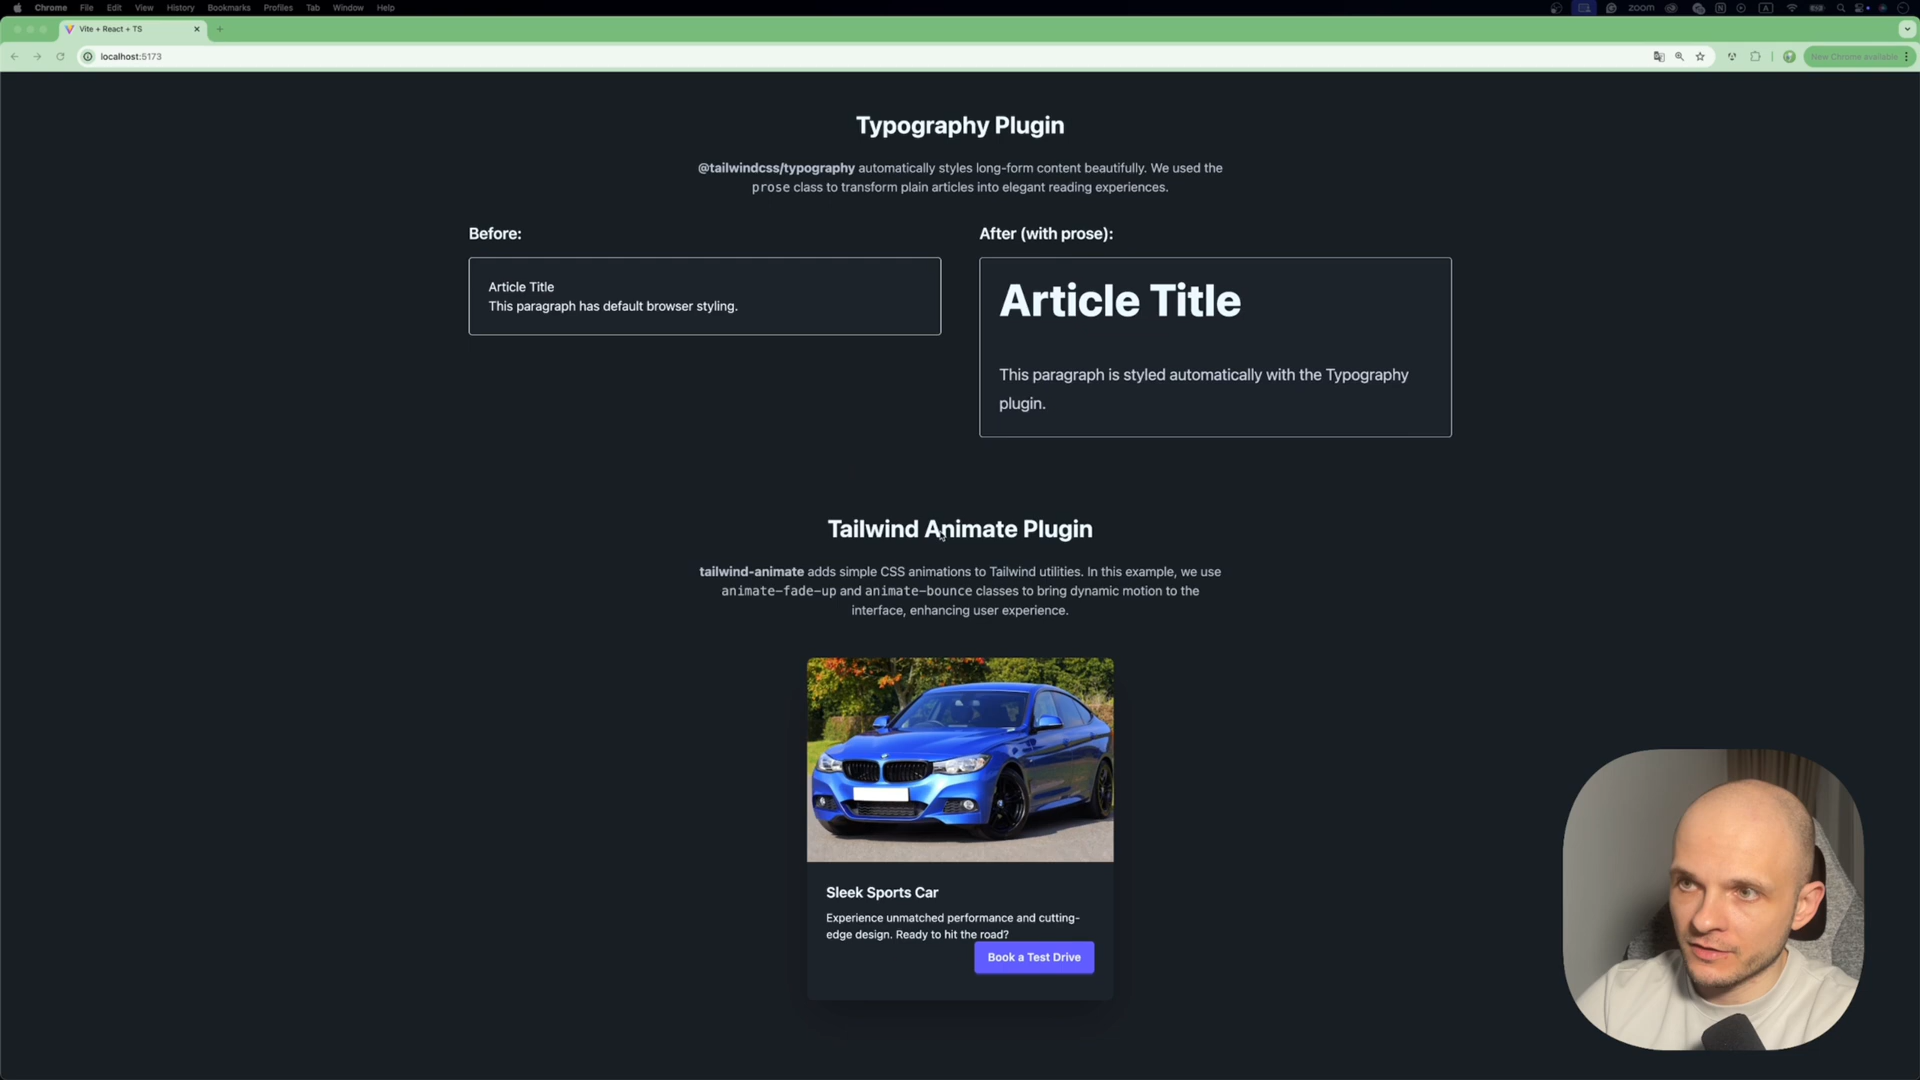 Chrome File Edit View History Bookmarks Profiles Tab Window Help
zoom
Vite + React + TS
localhost:5173
New Chrome available
Typography Plugin
@tailwindcss/typography automatically styles long-form content beautifully. We used the
prose class to transform plain articles into elegant reading experiences.
Before:
Article Title
This paragraph has default browser styling.
After (with prose):
Article Title
This paragraph is styled automatically with the Typography
plugin.
Tailwind Animate Plugin
tailwind-animate adds simple CSS animations to Tailwind utilities. In this example, we use
animate-fade-up and animate-bounce classes to bring dynamic motion to the
interface, enhancing user experience.
Sleek Sports Car
Experience unmatched performance and cutting-
edge design. Ready to hit the road?
Book a Test Drive